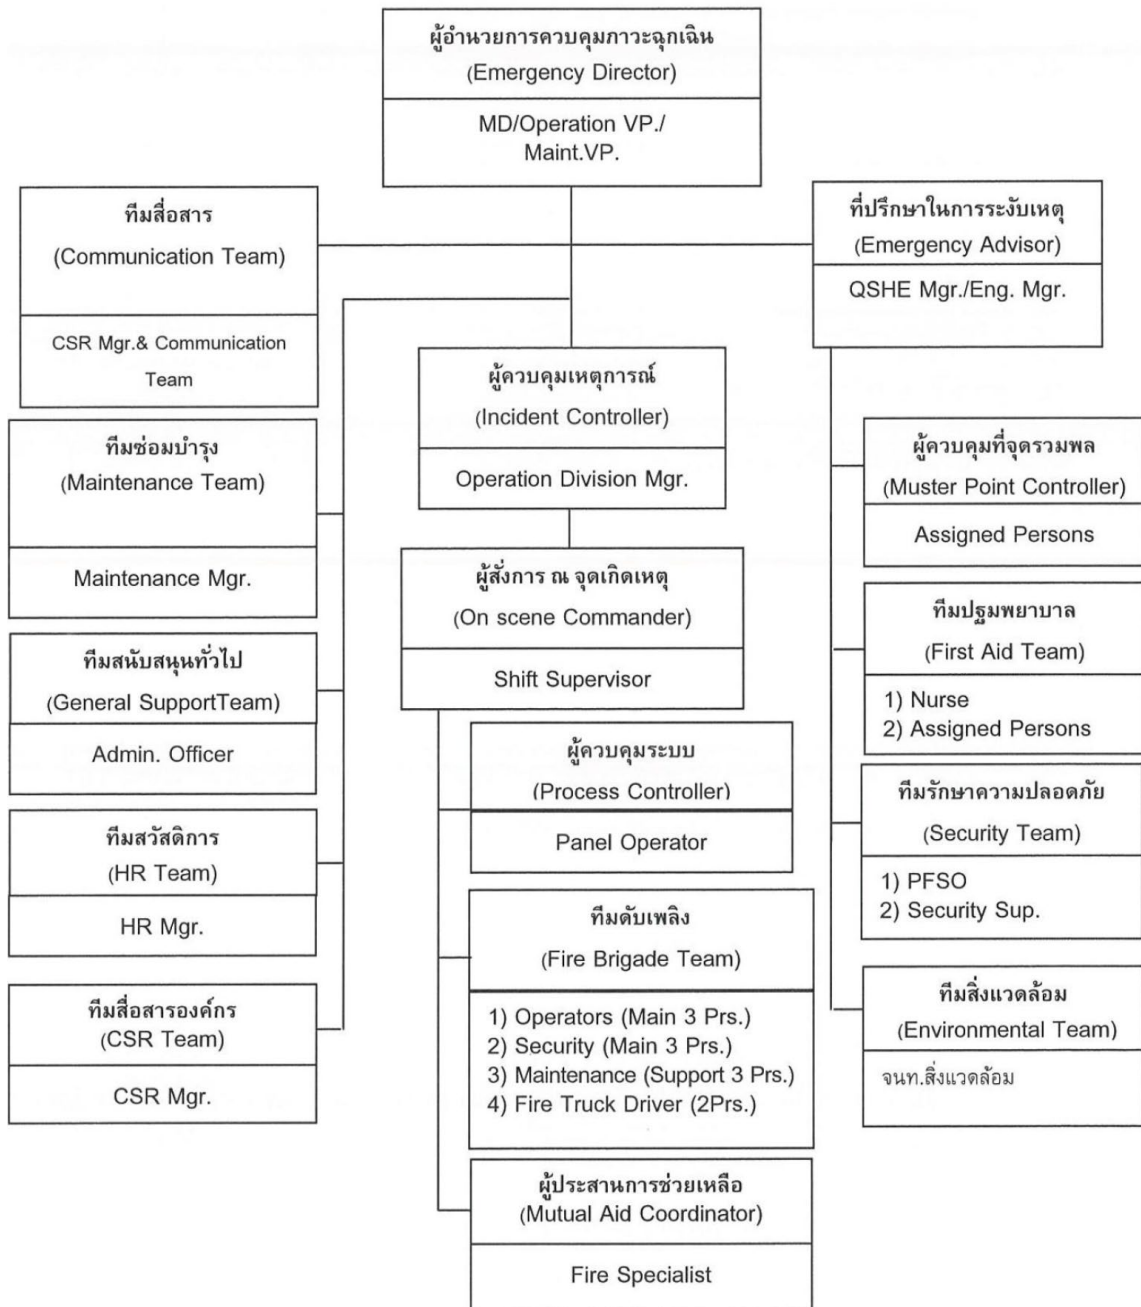 ผู้อำนวยการควบคุมภาวะฉุกเฉิน
(Emergency Director)
MD/Operation VP./
Maint.VP.
ทีมสื่อสาร
(Communication Team)
CSR Mgr.& Communication
Team
ที่ปรึกษาในการระงับเหตุ
(Emergency Advisor)
QSHE Mgr./Eng. Mgr.
ผู้ควบคุมเหตุการณ์
(Incident Controller)
Operation Division Mgr.
ทีมซ่อมบำรุง
(Maintenance Team)
Maintenance Mgr.
ผู้ควบคุมที่จุดรวมพล
(Muster Point Controller)
Assigned Persons
ผู้สั่งการ ณ จุดเกิดเหตุ
(On scene Commander)
Shift Supervisor
ทีมสนับสนุนทั่วไป
(General SupportTeam)
Admin. Officer
ทีมปฐมพยาบาล
(First Aid Team)
1) Nurse
2) Assigned Persons
ผู้ควบคุมระบบ
(Process Controller)
Panel Operator
ทีมรักษาความปลอดภัย
(Security Team)
1) PFSO
2) Security Sup.
ทีมสวัสดิการ
(HR Team)
HR Mgr.
ทีมดับเพลิง
(Fire Brigade Team)
1) Operators (Main 3 Prs.)
2) Security (Main 3 Prs.)
3) Maintenance (Support 3 Prs.)
4) Fire Truck Driver (2Prs.)
ทีมสิ่งแวดล้อม
(Environmental Team)
จนท.สิ่งแวดล้อม
ทีมสื่อสารองค์กร
(CSR Team)
CSR Mgr.
ผู้ประสานการช่วยเหลือ
(Mutual Aid Coordinator)
Fire Specialist